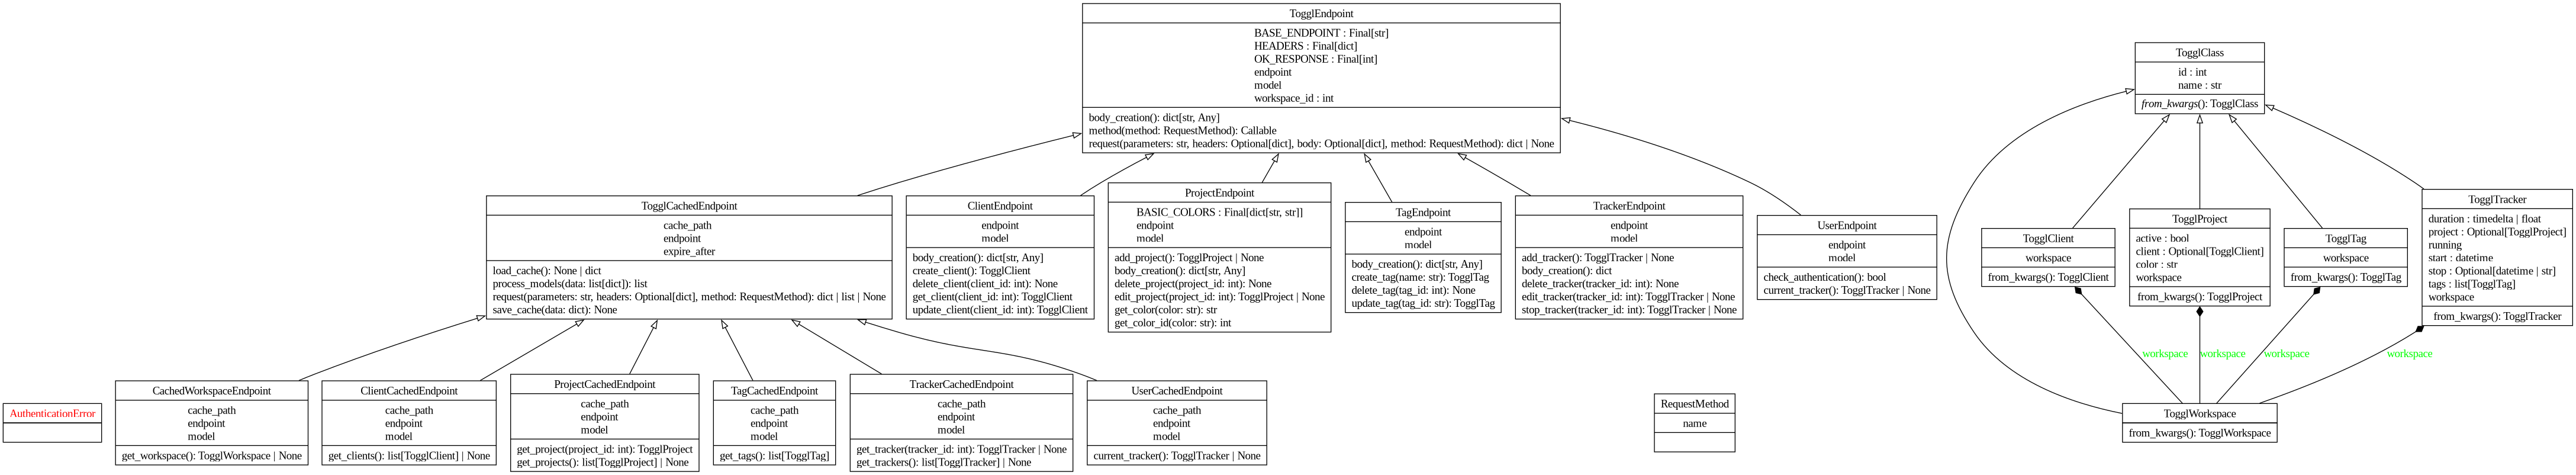 TogglEndpoint
BASE_ENDPOINT : Final[str]
HEADERS : Final[dict]
OK_RESPONSE : Final[int]
endpoint
model
workspace_id : int
body_creation(): dict[str, Any]
method(method: RequestMethod): Callable
request(parameters: str, headers: Optional[dict], body: Optional[dict], method: RequestMethod): dict | None
TogglClass
id : int
name : str
from_kwargs(): TogglClass
TogglCachedEndpoint
cache_path
endpoint
expire_after
load_cache(): None | dict
process_models(data: list[dict]): list
request(parameters: str, headers: Optional[dict], method: RequestMethod): dict | list | None
save_cache(data: dict): None
ClientEndpoint
endpoint
model
body_creation(): dict[str, Any]
create_client(): TogglClient
delete_client(client_id: int): None
get_client(client_id: int): TogglClient
update_client(client_id: int): TogglClient
ProjectEndpoint
BASIC_COLORS : Final[dict[str, str]]
endpoint
model
add_project(): TogglProject | None
body_creation(): dict[str, Any]
delete_project(project_id: int): None
edit_project(project_id: int): TogglProject | None
get_color(color: str): str
get_color_id(color: str): int
TagEndpoint
endpoint
model
body_creation(): dict[str, Any]
create_tag(name: str): TogglTag
delete_tag(tag_id: int): None
update_tag(tag_id: str): TogglTag
TrackerEndpoint
endpoint
model
add_tracker(): TogglTracker | None
body_creation(): dict
delete_tracker(tracker_id: int): None
edit_tracker(tracker_id: int): TogglTracker | None
stop_tracker(tracker_id: int): TogglTracker | None
UserEndpoint
endpoint
model
check_authentication(): bool
current_tracker(): TogglTracker | None
TogglClient
workspace
from_kwargs(): TogglClient
TogglProject
active : bool
client : Optional[TogglClient]
color : str
workspace
from_kwargs(): TogglProject
TogglTag
workspace
from_kwargs(): TogglTag
TogglTracker
duration : timedelta | float
project : Optional[TogglProject]
running
start : datetime
stop : Optional[datetime | str]
tags : list[TogglTag]
workspace
from_kwargs(): TogglTracker
workspace
workspace
workspace
workspace
AuthenticationError
CachedWorkspaceEndpoint
cache_path
endpoint
model
get_workspace(): TogglWorkspace | None
ClientCachedEndpoint
cache_path
endpoint
model
get_clients(): list[TogglClient] | None
ProjectCachedEndpoint
cache_path
endpoint
model
get_project(project_id: int): TogglProject
get_projects(): list[TogglProject] | None
TagCachedEndpoint
cache_path
endpoint
model
get_tags(): list[TogglTag]
TrackerCachedEndpoint
cache_path
endpoint
model
get_tracker(tracker_id: int): TogglTracker | None
get_trackers(): list[TogglTracker] | None
UserCachedEndpoint
cache_path
endpoint
model
current_tracker(): TogglTracker | None
RequestMethod
name
TogglWorkspace
from_kwargs(): TogglWorkspace